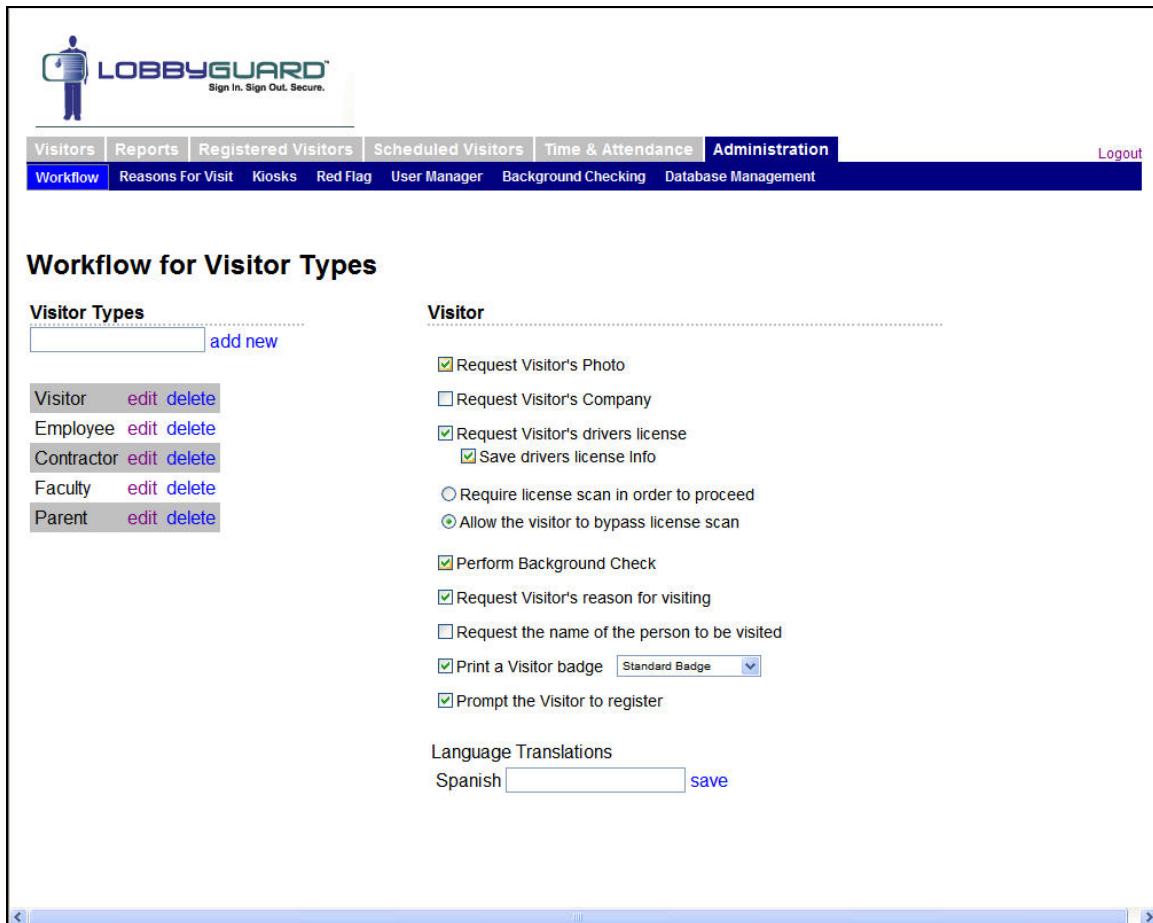 LOBBYGUARD™
Sign In. Sign Out. Secure.
Visitors Reports Registered Visitors Scheduled Visitors Time & Attendance Administration Logout
Workflow Reasons For Visit Kiosks Red Flag User Manager Background Checking Database Management
Workflow for Visitor Types
Visitor Types
add new
Visitor edit delete
Employee edit delete
Contractor edit delete
Faculty edit delete
Parent edit delete
Visitor
Request Visitor's Photo
Request Visitor's Company
Request Visitor's drivers license
Save drivers license Info
Require license scan in order to proceed
Allow the visitor to bypass license scan
Perform Background Check
Request Visitor's reason for visiting
Request the name of the person to be visited
Print a Visitor badge Standard Badge
Prompt the Visitor to register
Language Translations
Spanish save